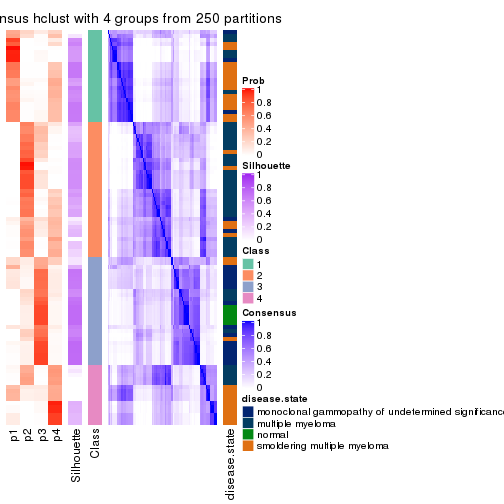 nsus hclust with 4 groups from 250 partitions
Prob
1
0.8
0.6
0.4
0.2
0
Silhouette
1
0.8
0.6
0.4
0.2
0
Class
1
2
3
4
Consensus
1
0.8
0.6
0.4
0.2
0
disease.state
monoclonal gammopathy of undetermined significance
multiple myeloma
normal
smoldering multiple myeloma
p1
p2
p3
p4
Silhouette
Class
disease.state